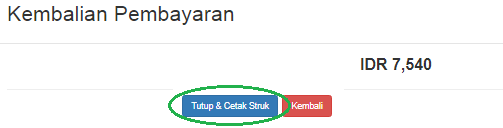 Kembalian Pembayaran
IDR 7,540
Tutup & Cetak Struk Kembali